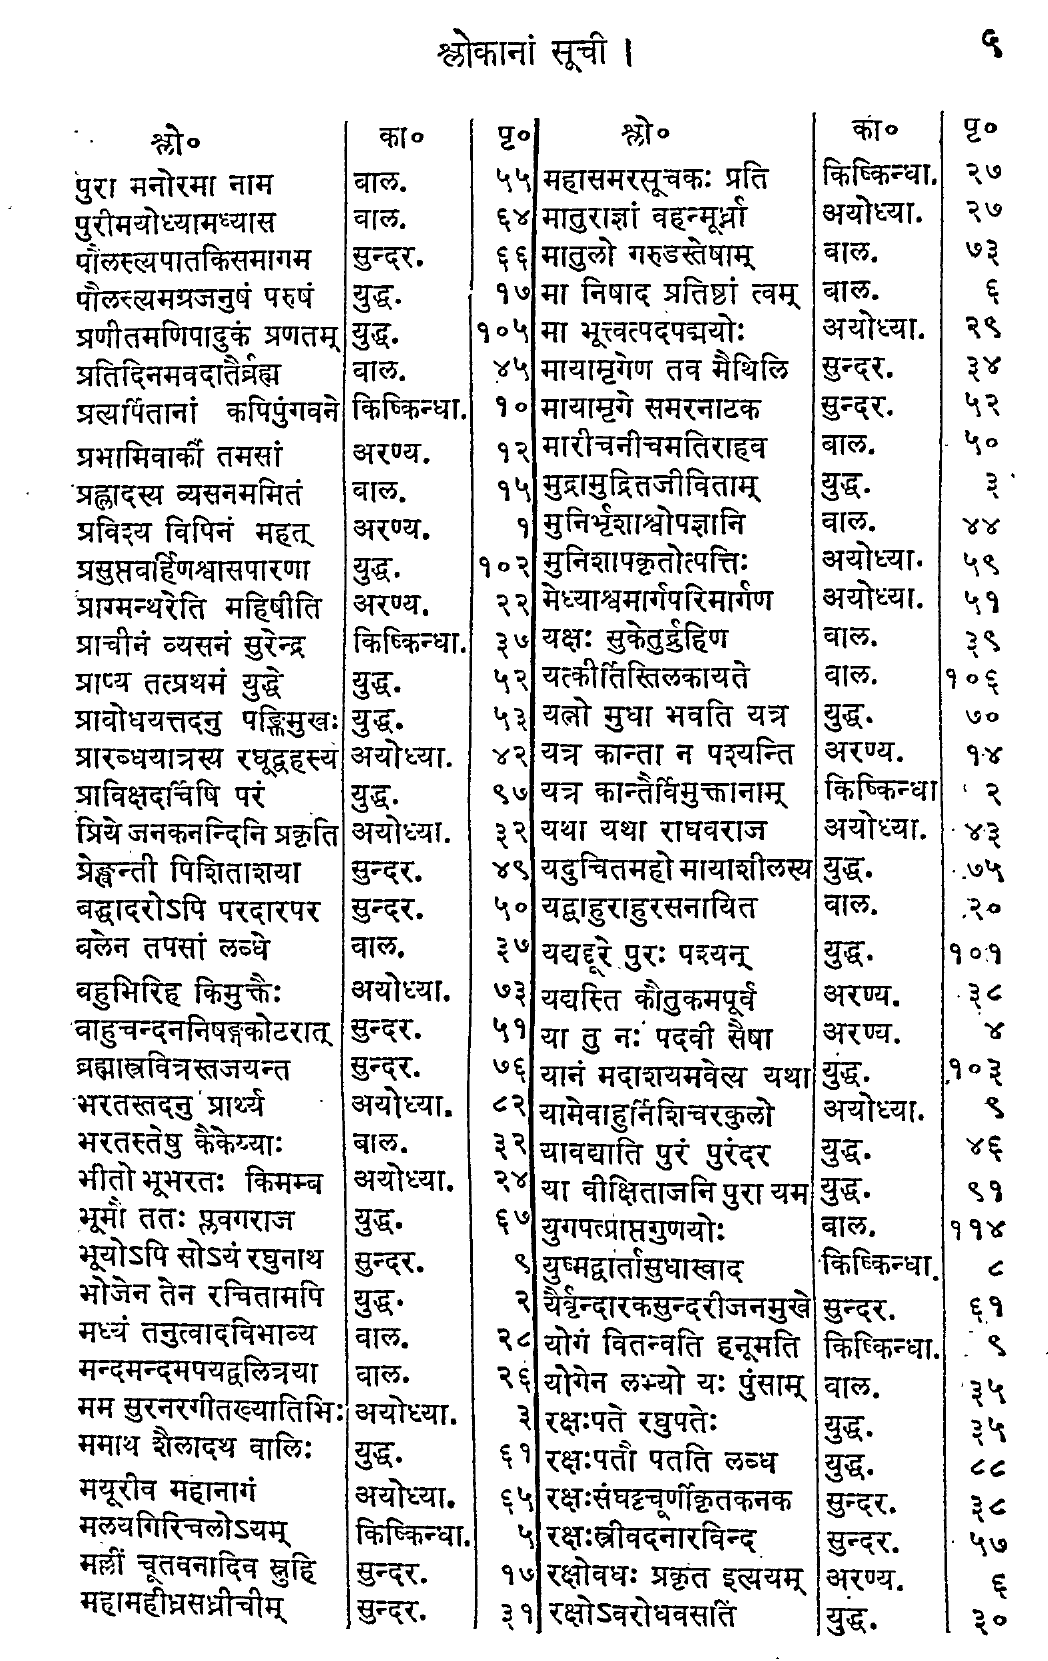 श्लोकानां सूची । ५
श्लो० का० पृ० श्लो० का० पृ०
पुरा मनोरमा नाम बाल. ५५ महासमरसूचकः प्रति किष्किन्धा. २७
पुरीमयोध्यामध्यास बाल. ६४ मातुराज्ञां वहन्मूर्ध्ना अयोध्या. २७
पौलस्त्यपातकिसमागम सुन्दर. ६६ मातुलो गरुडस्तेषाम् बाल. ७३
पौलस्त्यमग्रजनुषं परुषं युद्ध. १७ मा निषाद प्रतिष्ठां त्वम् बाल. ६
प्रणीतमणिपादुकं प्रणतम् युद्ध. १०५ मा भूत्त्वत्पदपद्मयोः अयोध्या. २९
प्रतिदिनमवदातैर्ब्रह्म बाल. ४५ मायामृगेण तव मैथिलि सुन्दर. ३४
प्रत्यर्पितानां कपिपुंगवने किष्किन्धा. १० मायामृगे समरनाटक सुन्दर. ५२
प्रभामिवार्की तमसां अरण्य. १२ मारीचनीचमतिराहव बाल. ५०
प्रह्लादस्य व्यसनममितं बाल. १५ मुद्रामुद्रितजीविताम् युद्ध. ३
प्रविश्य विपिनं महत् अरण्य. १ मुनिर्भृशाश्वोपज्ञानि बाल. ४४
प्रसुप्तबर्हिणश्वासपारणा युद्ध. १०२ मुनिशापकृतोत्पत्तिः अयोध्या. ५९
प्राग्मन्थरेति महिषीति अरण्य. २२ मेध्याश्वमार्गपरिमार्गण अयोध्या. ५१
प्राचीनं व्यसनं सुरेन्द्र किष्किन्धा. ३७ यक्षः सुकेतुर्द्रुहिण बाल. ३९
प्राप्य तत्प्रथमं युद्धे युद्ध. ५२ यत्कीर्तिस्तिलकायते बाल. १०६
प्राबोधयत्तदनु पङ्क्तिमुखः युद्ध. ५३ यत्नो मुधा भवति यत्र युद्ध. ७०
प्रारब्धयात्रस्य रघूद्वहस्य अयोध्या. ४२ यत्र कान्ता न पश्यन्ति अरण्य. १४
प्राविक्षदर्चिषि परं युद्ध. ९७ यत्र कान्तैर्विमुक्तानाम् किष्किन्धा २
प्रिये जनकनन्दिनि प्रकृति अयोध्या. ३२ यथा यथा राघवराज अयोध्या. ४३
प्रेङ्खन्ती पिशिताशया सुन्दर. ४९ यदुचितमहो मायाशीलस्य युद्ध. ७५
बद्धादरोऽपि परदारपर सुन्दर. ५० यद्बाहुराहुरसनायित बाल. २०
बलेन तपसां लब्धे बाल. ३७ यद्यद्दूरे पुरः पश्यन् युद्ध. १०१
बहुभिरिह किमुक्तैः अयोध्या. ७३ यद्यस्ति कौतुकमपूर्व अरण्य. ३८
बाहुचन्दननिषङ्गकोटरात् सुन्दर. ५१ या तु नः पदवी सैषा अरण्य. ४
ब्रह्मास्त्रवित्रस्तजयन्त सुन्दर. ७६ यानं मदाशयमवेत्य यथा युद्ध. १०३
भरतस्तदनु प्रार्थ्य अयोध्या. ८२ यामेवाहुर्निशिचरकुलो अयोध्या. ९
भरतस्तेषु कैकेय्याः बाल. ३२ यावद्याति पुरं पुरंदर युद्ध. ४६
भीतो भूभरतः किमम्ब अयोध्या. २४ या वीक्षिताजनि पुरा यम युद्ध. ९१
भूमौ ततः प्लवगराज युद्ध. ६७ युगपत्प्राप्तगुणयोः बाल. ११४
भूयोऽपि सोऽयं रघुनाथ सुन्दर. ९ युष्मद्वार्तासुधास्वाद किष्किन्धा. ८
भोजेन तेन रचितामपि युद्ध. २ यैर्वृन्दारकसुन्दरीजनमुखे सुन्दर. ६१
मध्यं तनुत्वादविभाव्य बाल. २८ योगं वितन्वति हनूमति किष्किन्धा. ९
मन्दमन्दमपयद्वलित्रया बाल. २६ योगेन लभ्यो यः पुंसाम् बाल. ३५
मम सुरनरगीतख्यातिभिः अयोध्या. ३ रक्षःपते रघुपतेः युद्ध. ३५
ममाथ शैलादथ वालिः युद्ध. ६१ रक्षःपतौ पतति लब्ध युद्ध. ८८
मयूरीव महानागं अयोध्या. ६५ रक्षःसंघट्टचूर्णीकृतकनक सुन्दर. ३८
मलयगिरिचलोऽयम् किष्किन्धा. ५ रक्षःस्त्रीवदनारविन्द सुन्दर. ५७
मल्लीं चूतवनादिव स्नुहि सुन्दर. १७ रक्षोवधः प्रकृत इत्ययम् अरण्य. ६
महामहीध्रसध्रीचीम् सुन्दर. ३१ रक्षोऽवरोधवसतिं युद्ध. ३०